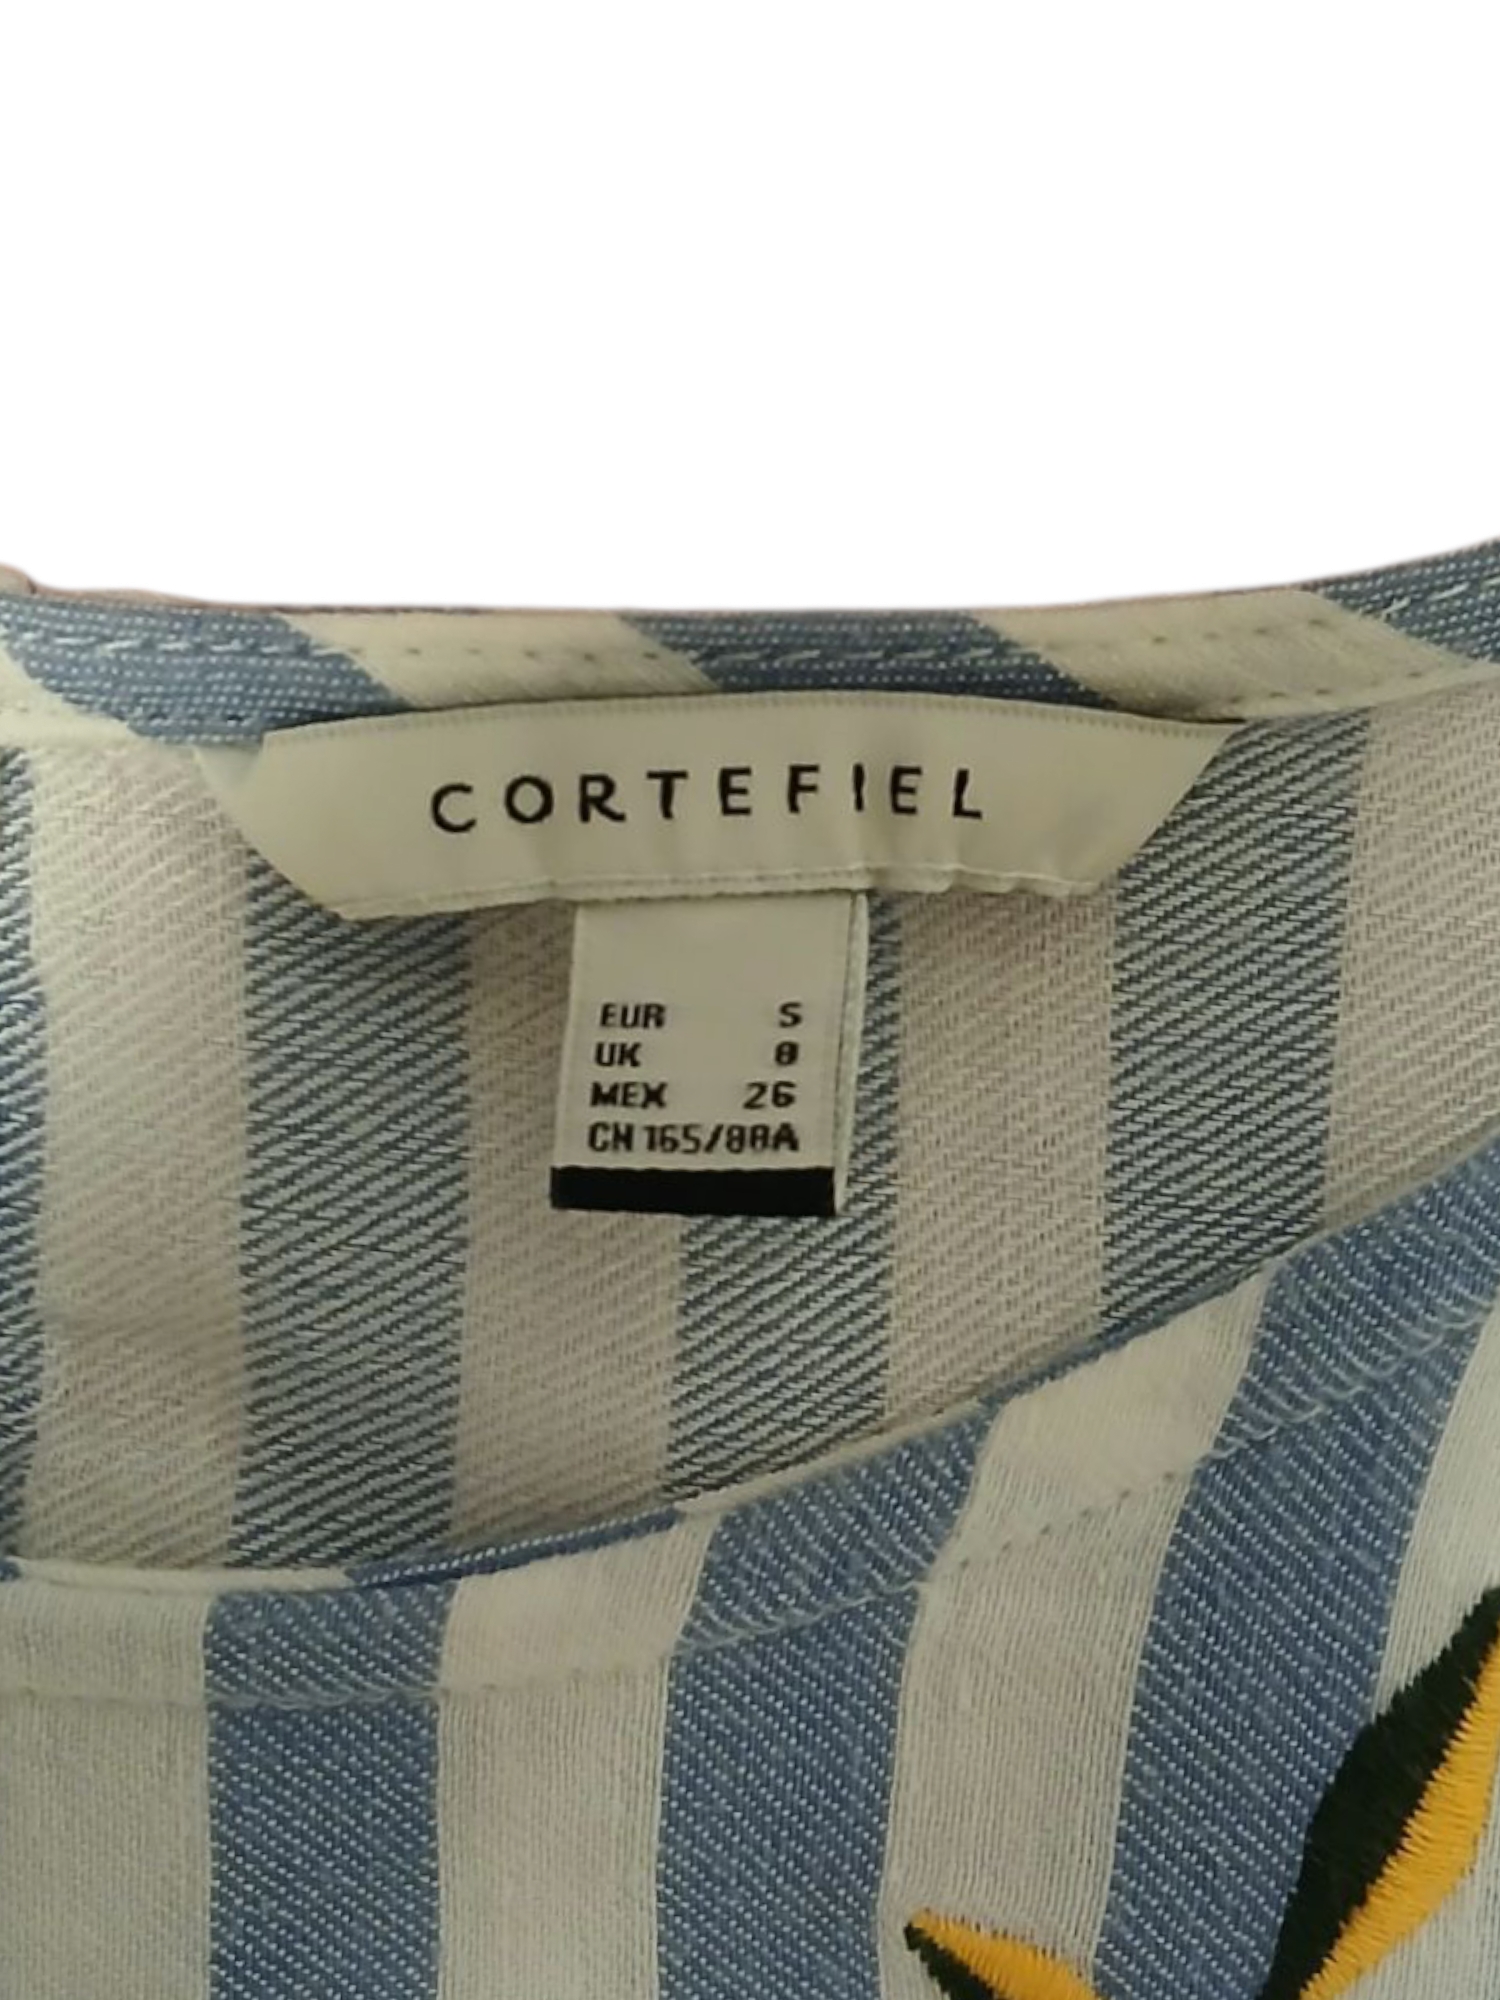 CORTEFIEL
EUR S
UK 8
MEX 26
CN 165/88A